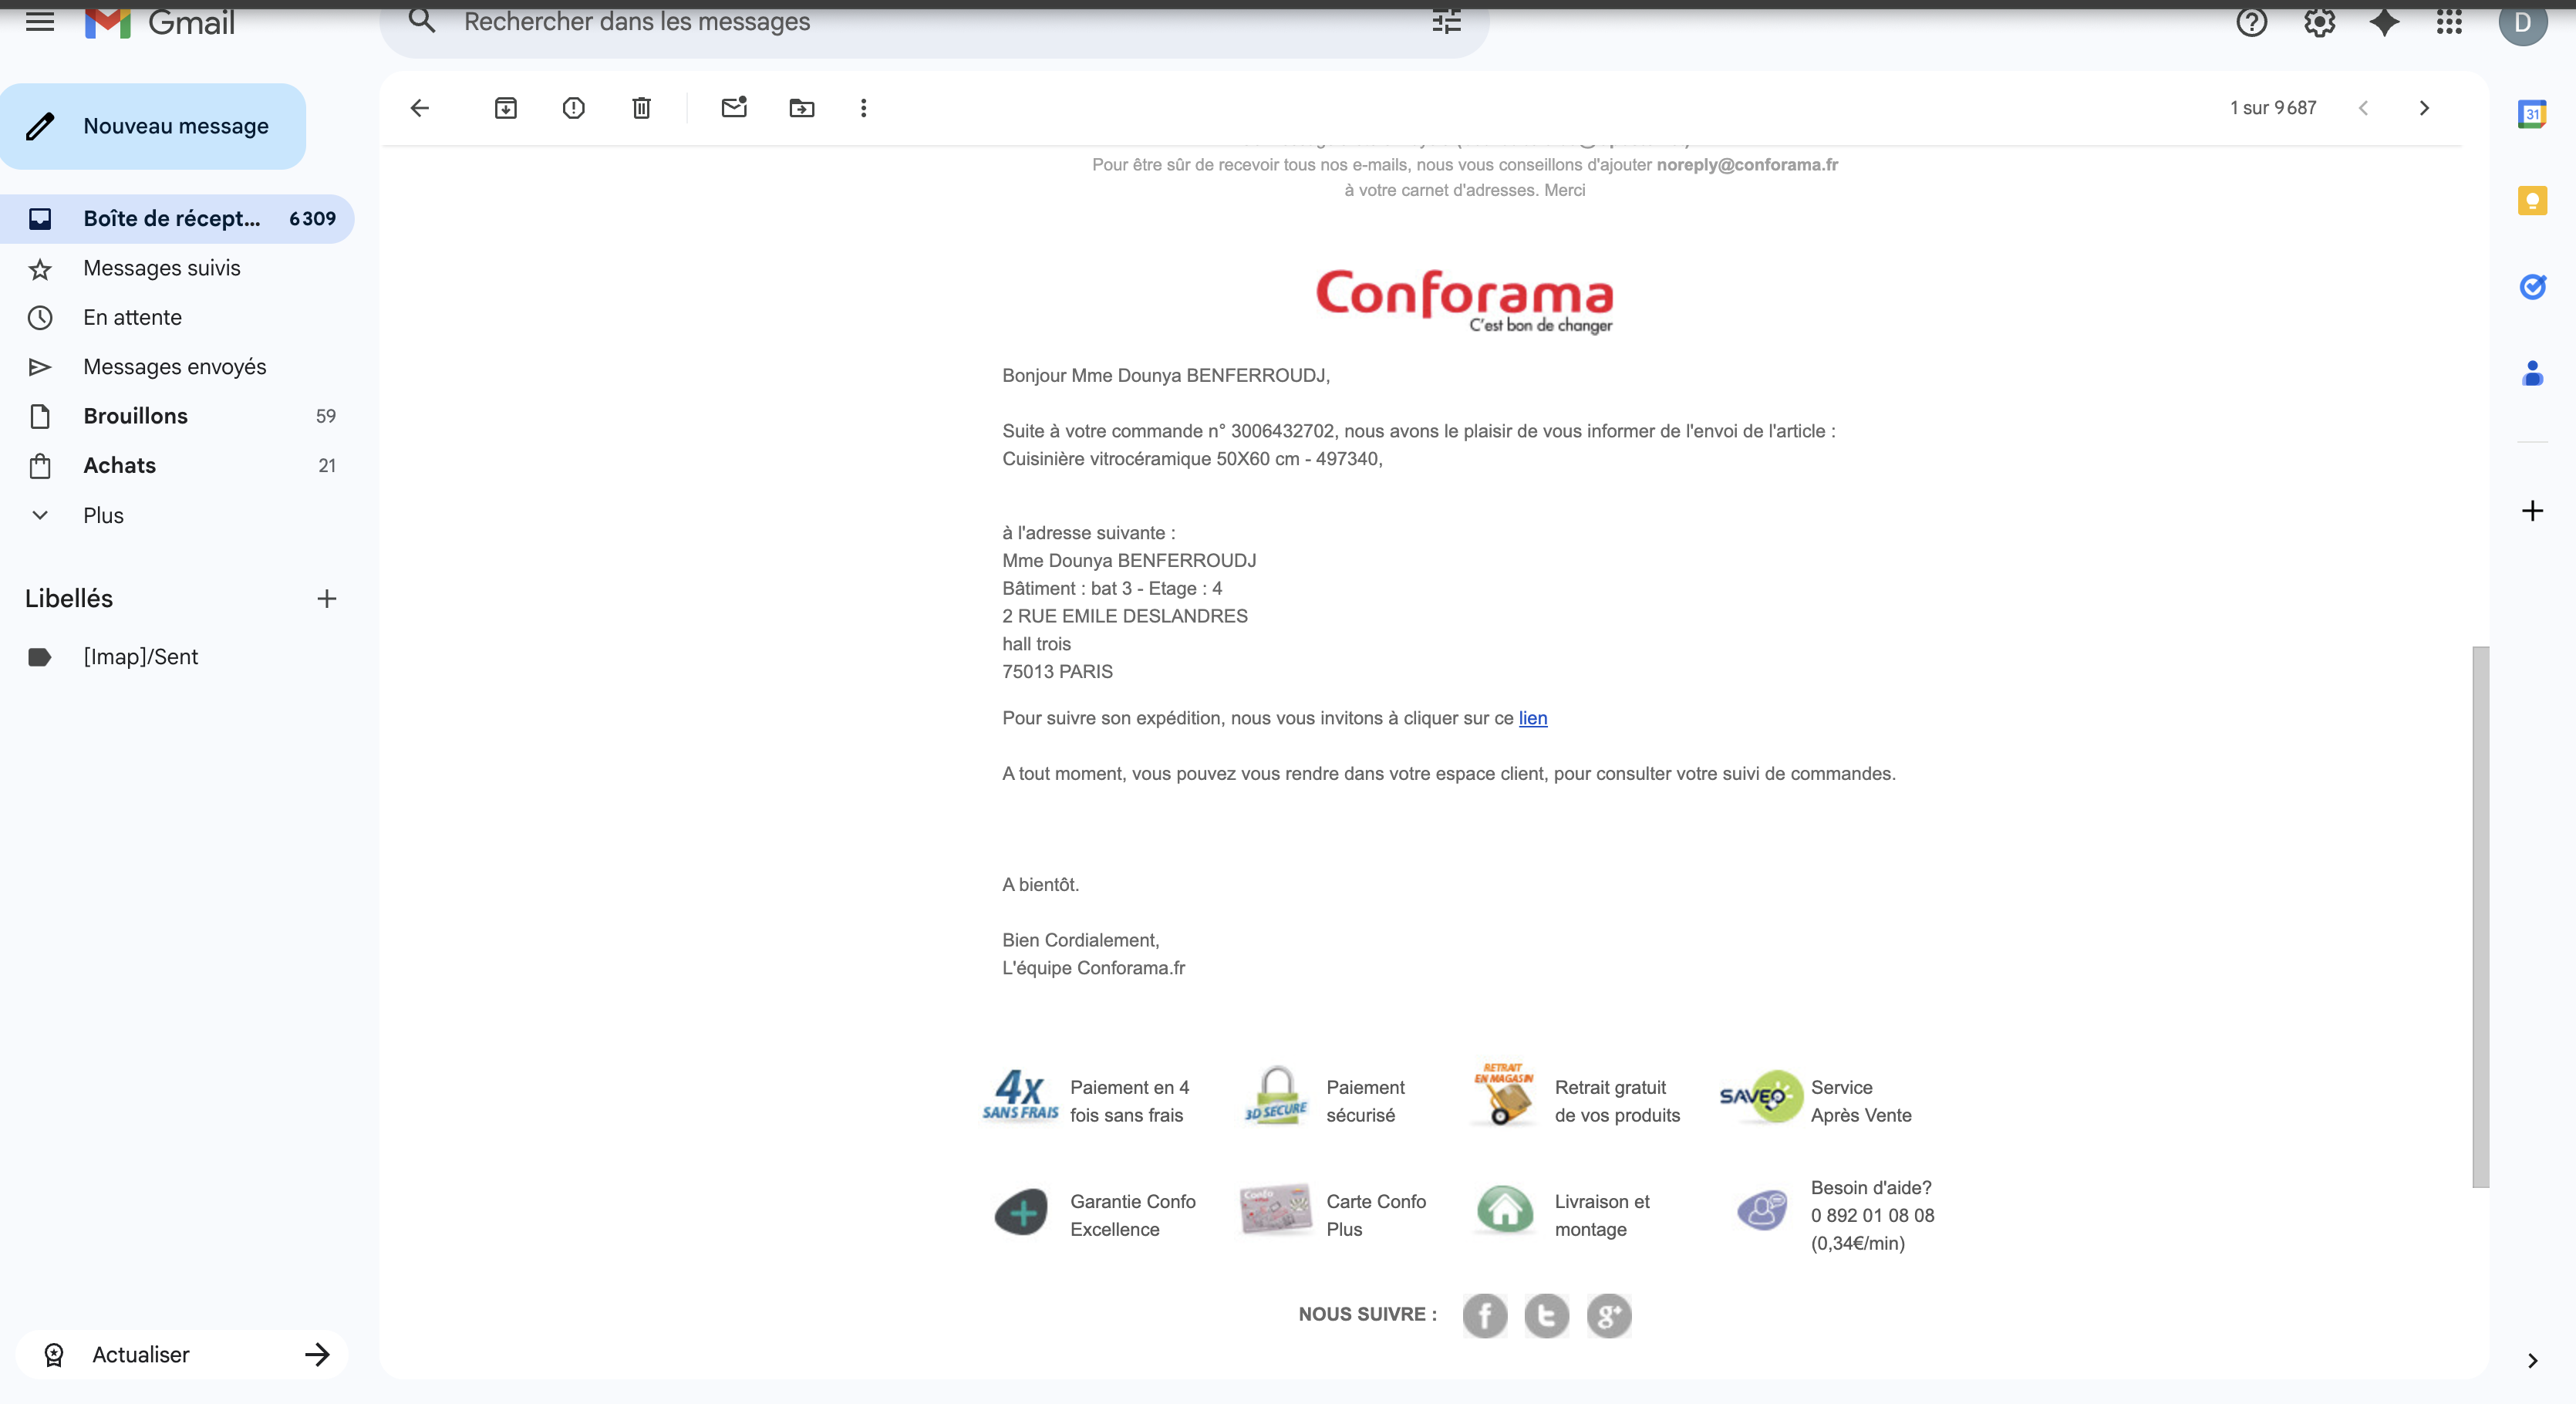 Gmail
Rechercher dans les messages
D
Nouveau message
Boîte de récept... 6 309
Messages suivis
En attente
Messages envoyés
Brouillons 59
Achats 21
Plus
Libellés
[Imap]/Sent
Actualiser
1 sur 9 687
31
Pour être sûr de recevoir tous nos e-mails, nous vous conseillons d'ajouter noreply@conforama.fr
à votre carnet d'adresses. Merci
Conforama
C'est bon de changer
Bonjour Mme Dounya BENFERROUDJ,
Suite à votre commande n° 3006432702, nous avons le plaisir de vous informer de l'envoi de l'article :
Cuisinière vitrocéramique 50X60 cm - 497340,
à l'adresse suivante :
Mme Dounya BENFERROUDJ
Bâtiment : bat 3 - Etage : 4
2 RUE EMILE DESLANDRES
hall trois
75013 PARIS
Pour suivre son expédition, nous vous invitons à cliquer sur ce lien
A tout moment, vous pouvez vous rendre dans votre espace client, pour consulter votre suivi de commandes.
A bientôt.
Bien Cordialement,
L'équipe Conforama.fr
4x
SANS FRAIS
Paiement en 4
fois sans frais
3D SECURE
Paiement
sécurisé
RETRAIT
EN MAGASIN
Retrait gratuit
de vos produits
SAVEO
Service
Après Vente
Garantie Confo
Excellence
Confo
Carte Confo
Plus
Livraison et
montage
Besoin d'aide?
0 892 01 08 08
(0,34€/min)
NOUS SUIVRE :